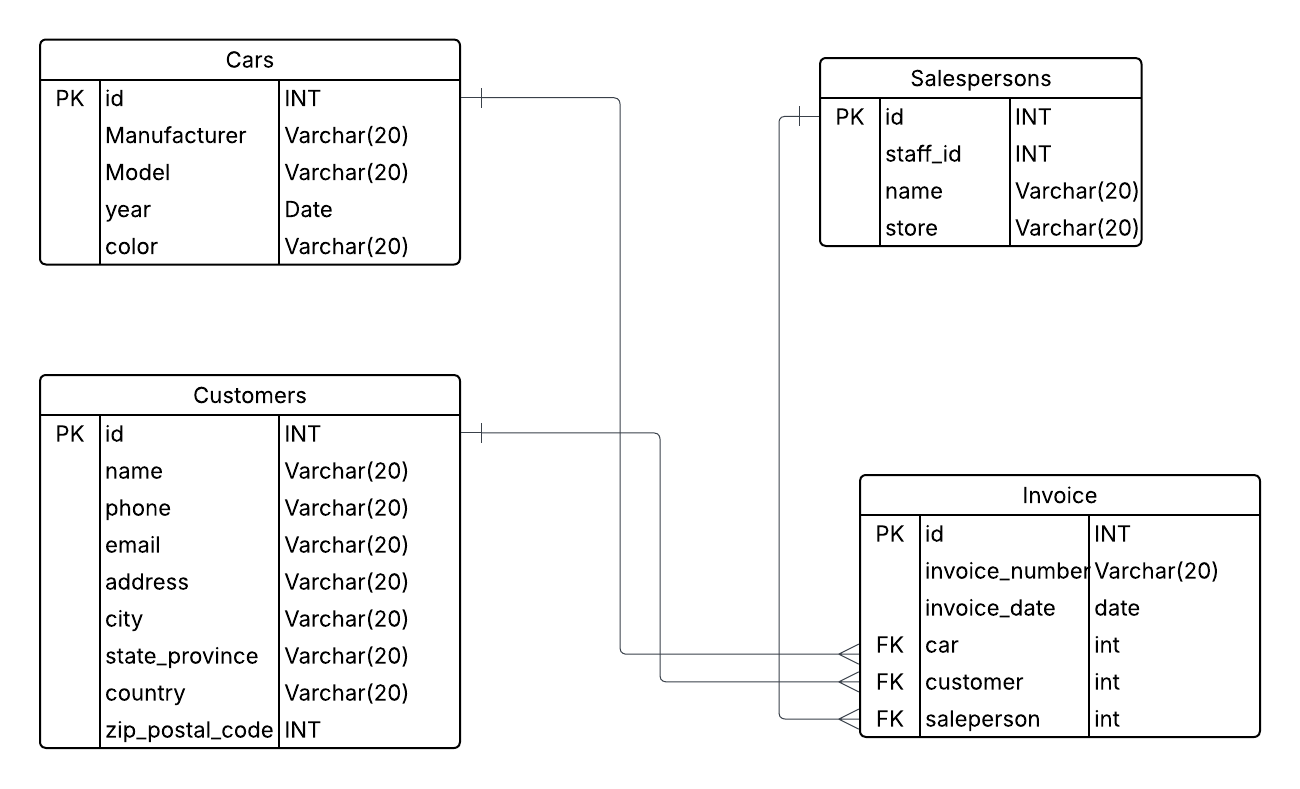 Cars
PK id INT
Manufacturer Varchar(20)
Model Varchar(20)
year Date
color Varchar(20)
Salespersons
PK id INT
staff_id INT
name Varchar(20)
store Varchar(20)
Customers
PK id INT
name Varchar(20)
phone Varchar(20)
email Varchar(20)
address Varchar(20)
city Varchar(20)
state_province Varchar(20)
country Varchar(20)
zip_postal_code INT
Invoice
PK id INT
invoice_number Varchar(20)
invoice_date date
FK car int
FK customer int
FK saleperson int